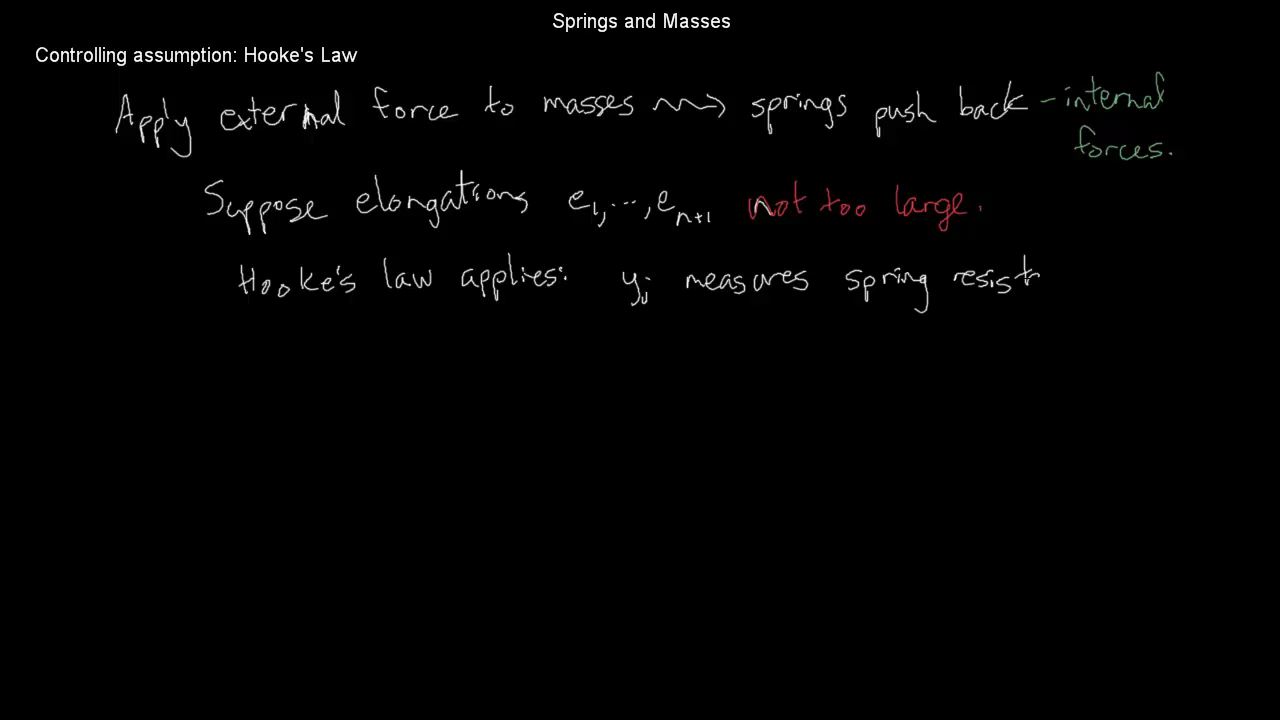 Springs and Masses
Controlling assumption: Hooke's Law
Apply external force to masses ⟿ springs push back - internal
forces.
Suppose elongations e₁, ..., eₙ₊₁ not too large.
Hooke's law applies: yⱼ measures spring resist